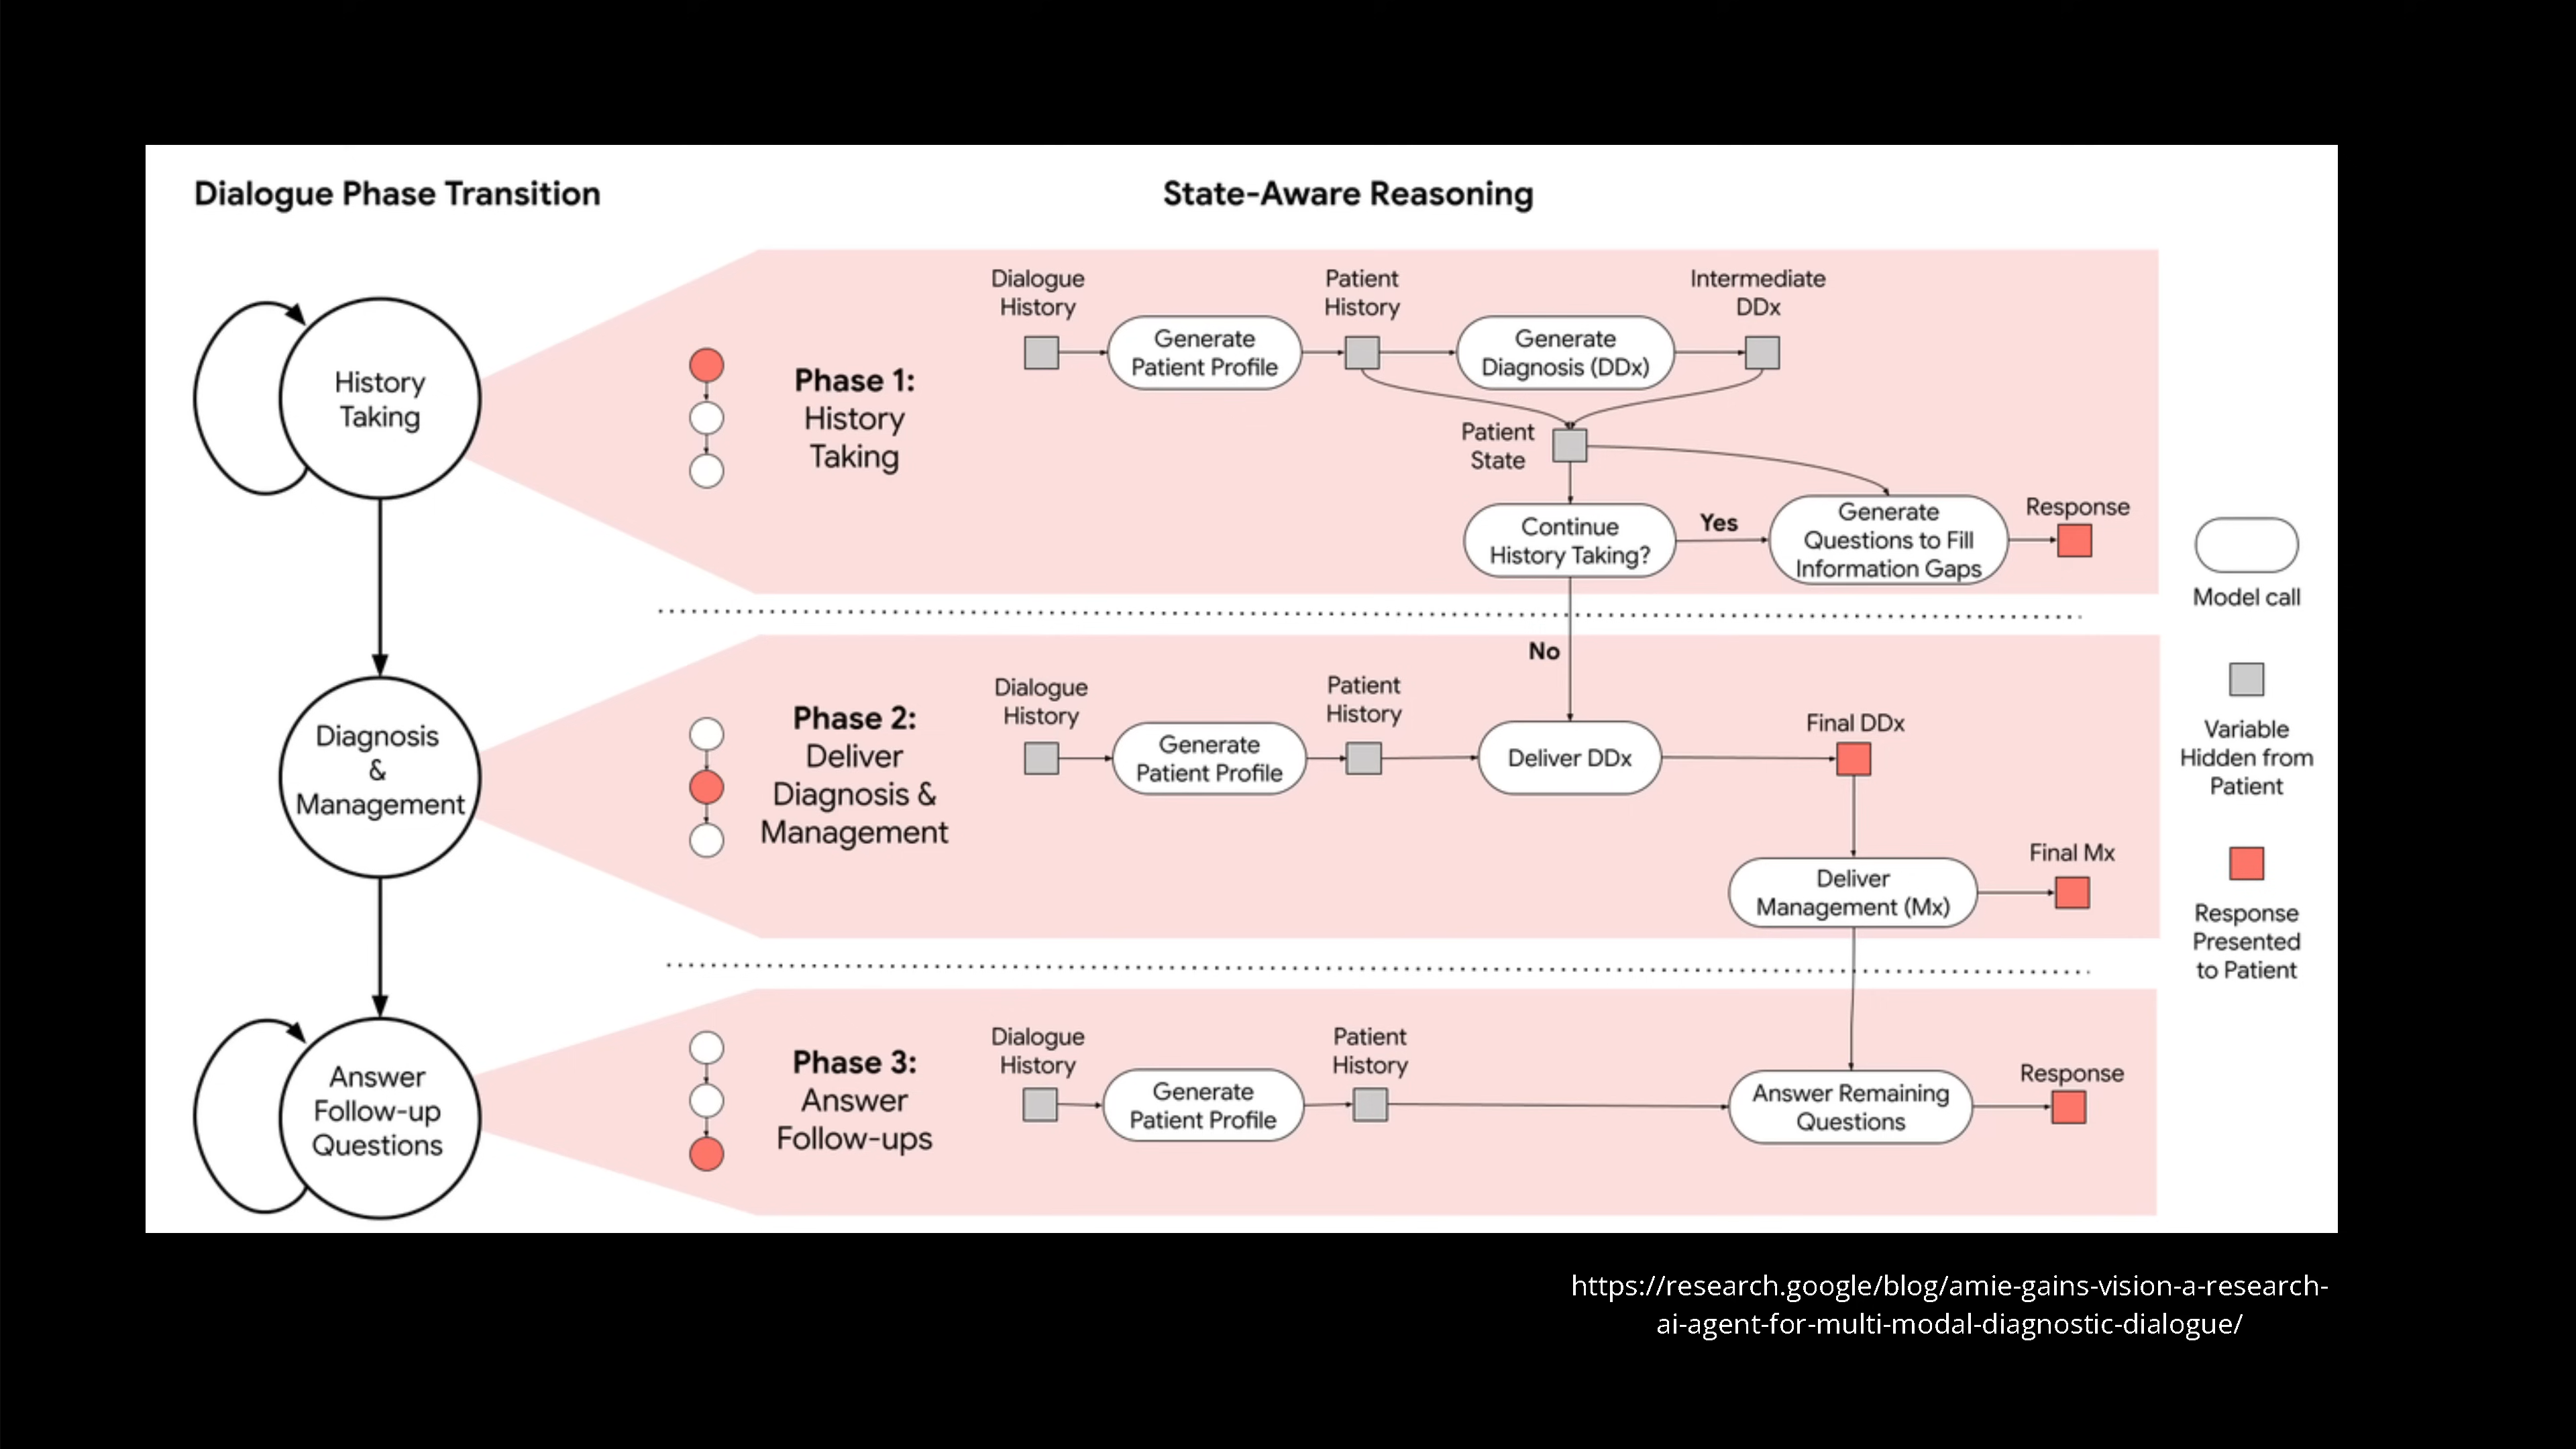 Dialogue Phase Transition
State-Aware Reasoning
History
Taking
Diagnosis
&
Management
Answer
Follow-up
Questions
Phase 1:
History
Taking
Dialogue
History
Generate
Patient Profile
Patient
History
Generate
Diagnosis (DDx)
Intermediate
DDx
Patient
State
Continue
History Taking?
Yes
Generate
Questions to Fill
Information Gaps
Response
No
Phase 2:
Deliver
Diagnosis &
Management
Dialogue
History
Generate
Patient Profile
Patient
History
Deliver DDx
Final DDx
Deliver
Management (Mx)
Final Mx
Phase 3:
Answer
Follow-ups
Dialogue
History
Generate
Patient Profile
Patient
History
Answer Remaining
Questions
Response
Model call
Variable
Hidden from
Patient
Response
Presented
to Patient
https://research.google/blog/amie-gains-vision-a-research-
ai-agent-for-multi-modal-diagnostic-dialogue/